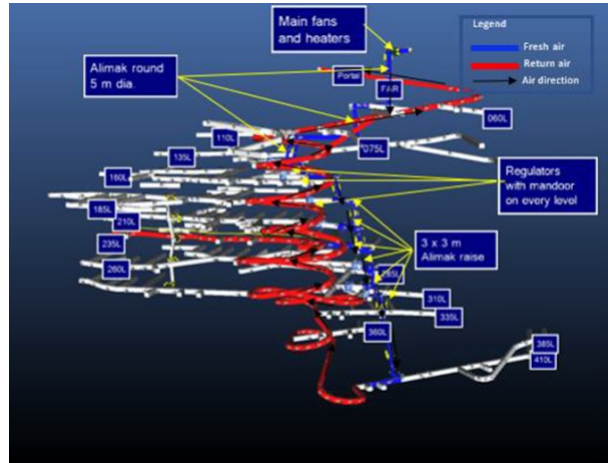 Main fans
and heaters
Legend
Fresh air
Return air
Air direction
Alimak round
5 m dia.
Portal
FAR
060L
110L
075L
135L
160L
Regulators
with mandoor
on every level
185L
210L
235L
3 x 3 m
Alimak raise
260L
310L
335L
360L
385L
410L